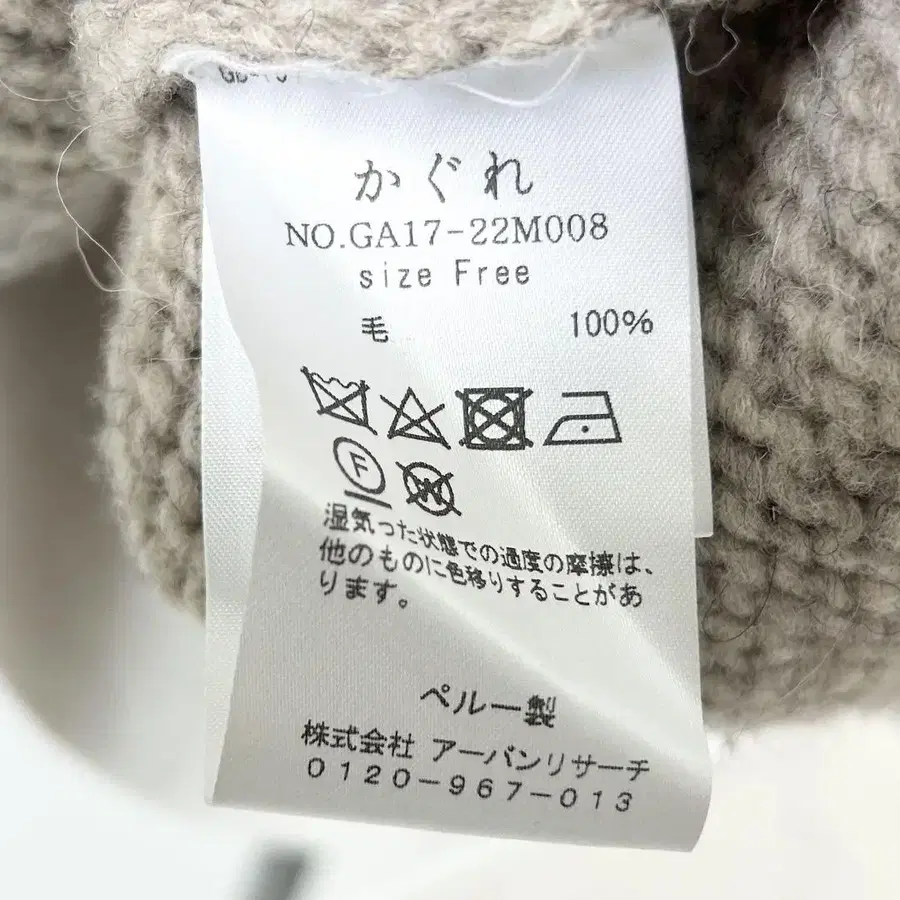 かぐれ
NO.GA17-22M008
size Free
毛 100%
F
W
湿気った状態での過度の摩擦は、
他のものに色移りすることがあ
ります。
ペルー製
株式会社 アーバンリサーチ
0120-967-013